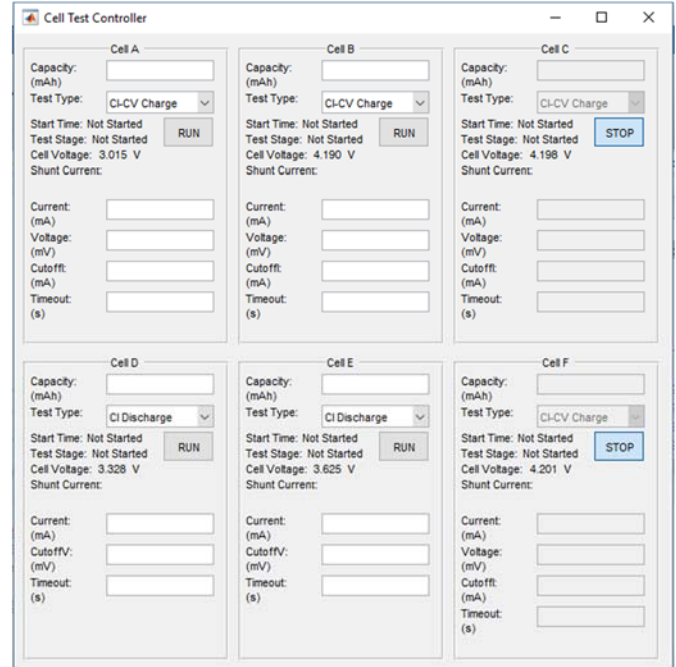 Cell Test Controller
Cell A
Capacity:
(mAh)
Test Type: CI-CV Charge
Start Time: Not Started
Test Stage: Not Started
RUN
Cell Voltage: 3.015 V
Shunt Current:
Current:
(mA)
Voltage:
(mV)
CutoffI:
(mA)
Timeout:
(s)
Cell B
Capacity:
(mAh)
Test Type: CI-CV Charge
Start Time: Not Started
Test Stage: Not Started
RUN
Cell Voltage: 4.190 V
Shunt Current:
Current:
(mA)
Voltage:
(mV)
CutoffI:
(mA)
Timeout:
(s)
Cell C
Capacity:
(mAh)
Test Type: CI-CV Charge
Start Time: Not Started
Test Stage: Not Started
STOP
Cell Voltage: 4.198 V
Shunt Current:
Current:
(mA)
Voltage:
(mV)
CutoffI:
(mA)
Timeout:
(s)
Cell D
Capacity:
(mAh)
Test Type: CI Discharge
Start Time: Not Started
Test Stage: Not Started
RUN
Cell Voltage: 3.328 V
Shunt Current:
Current:
(mA)
CutoffV:
(mV)
Timeout:
(s)
Cell E
Capacity:
(mAh)
Test Type: CI Discharge
Start Time: Not Started
Test Stage: Not Started
RUN
Cell Voltage: 3.625 V
Shunt Current:
Current:
(mA)
CutoffV:
(mV)
Timeout:
(s)
Cell F
Capacity:
(mAh)
Test Type: CI-CV Charge
Start Time: Not Started
Test Stage: Not Started
STOP
Cell Voltage: 4.201 V
Shunt Current:
Current:
(mA)
Voltage:
(mV)
CutoffI:
(mA)
Timeout:
(s)